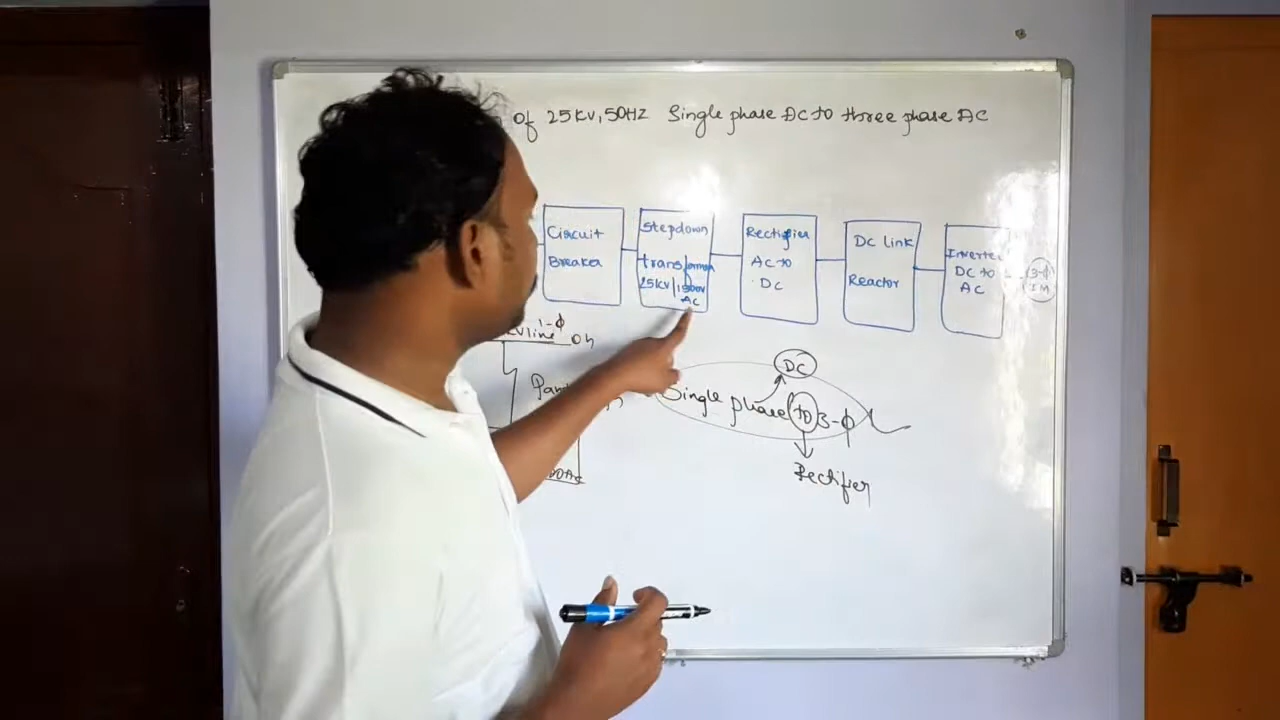 of 25KV,50HZ Single phase AC to three phase AC
Circuit
Breaker
Stepdown
transformer
25KV/1500V
AC
Rectifier
AC to
DC
DC Link
Reactor
Inverter
DC to
AC
3-ϕ
IM
line 1-ϕ
DC
Single phase to 3-ϕ
Rectifier